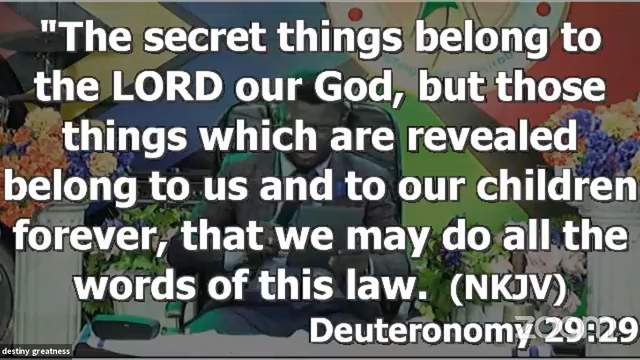 "The secret things belong to
the LORD our God, but those
things which are revealed
belong to us and to our children
forever, that we may do all the
words of this law. (NKJV)
Deuteronomy 29:29
zoom
destiny greatness